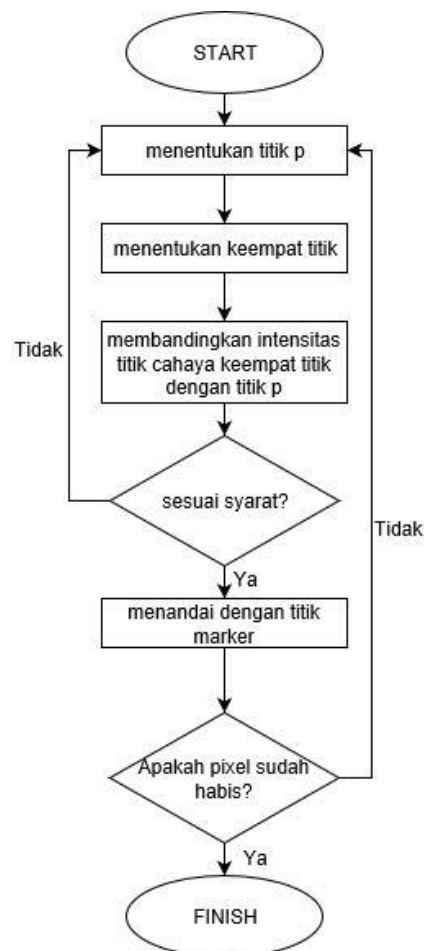 START
menentukan titik p
menentukan keempat titik
membandingkan intensitas
titik cahaya keempat titik
dengan titik p
Tidak
sesuai syarat?
Tidak
Ya
menandai dengan titik
marker
Apakah pixel sudah
habis?
Ya
FINISH